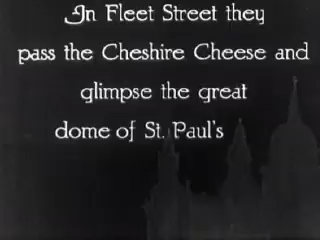 In Fleet Street they
pass the Cheshire Cheese and
glimpse the great
dome of St. Paul's